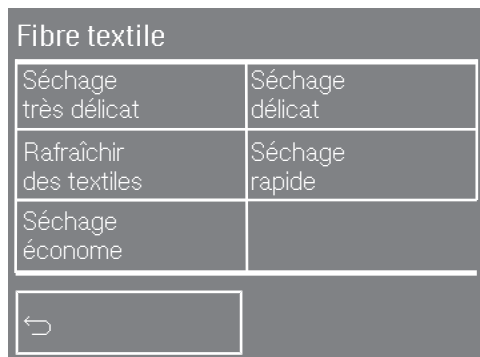 Fibre textile
Séchage
très délicat
Séchage
délicat
Rafraîchir
des textiles
Séchage
rapide
Séchage
économe